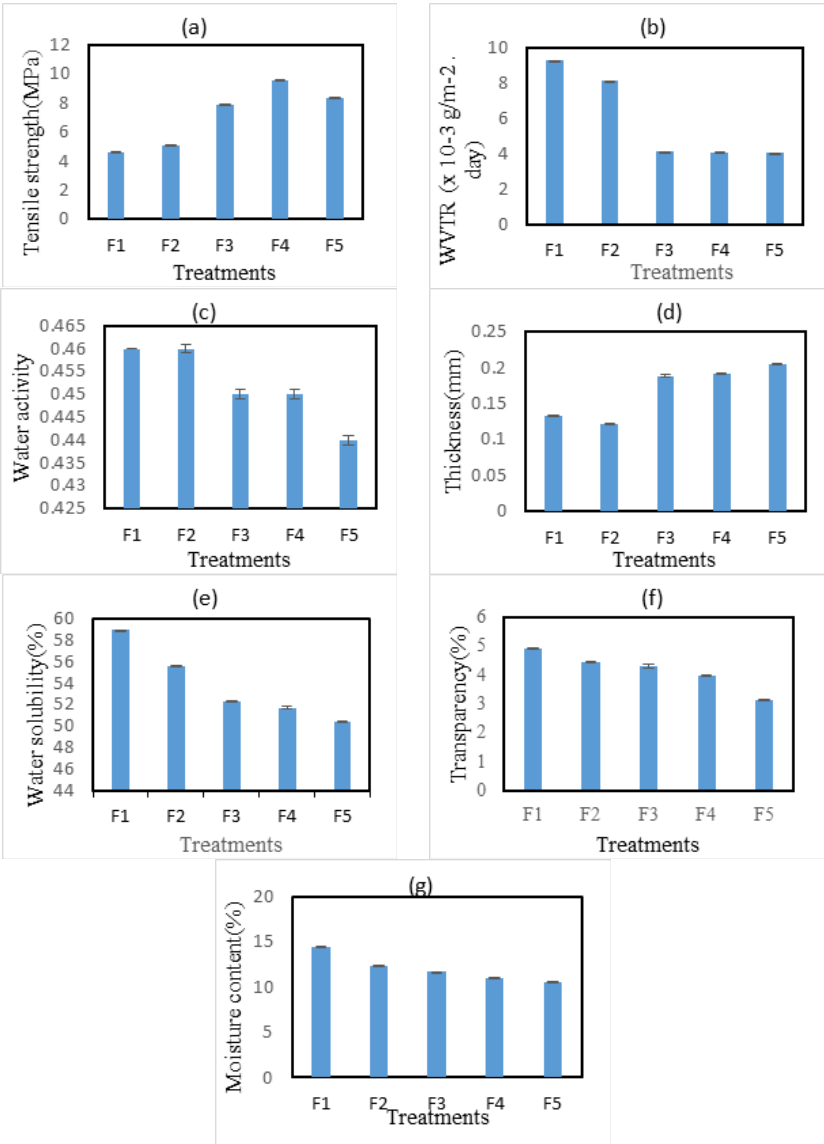 (a)
Tensile strength(MPa)
12
10
8
6
4
2
0
F1 F2 F3 F4 F5
Treatments
(b)
WVTR (x 10-3 g/m-2 .
day)
10
8
6
4
2
0
F1 F2 F3 F4 F5
Treatments
(c)
Water activity
0.465
0.46
0.455
0.45
0.445
0.44
0.435
0.43
0.425
F1 F2 F3 F4 F5
Treatments
(d)
Thickness(mm)
0.25
0.2
0.15
0.1
0.05
0
F1 F2 F3 F4 F5
Treatments
(e)
Water solubility(%)
60
58
56
54
52
50
48
46
44
F1 F2 F3 F4 F5
Treatments
(f)
Transparency(%)
6
5
4
3
2
1
0
F1 F2 F3 F4 F5
Treatments
(g)
Moisture content(%)
20
15
10
5
0
F1 F2 F3 F4 F5
Treatments